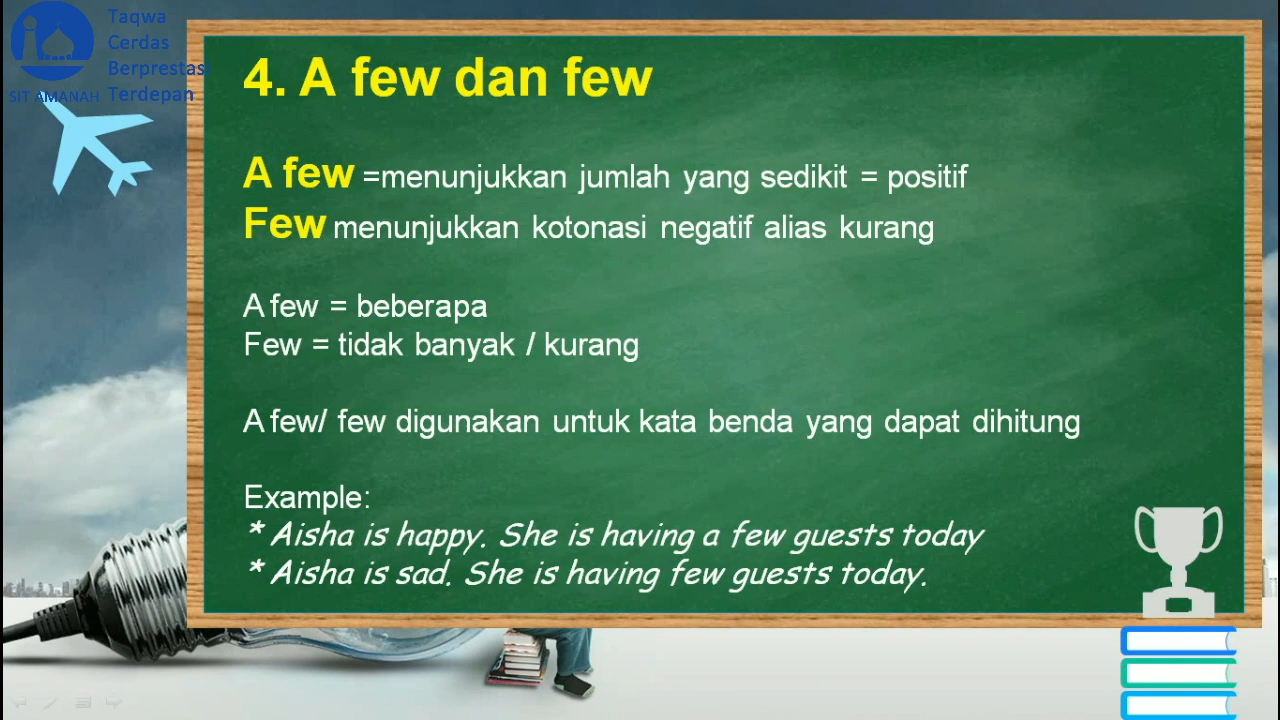 Taqwa
Cerdas
Berprestasi
SIT AMANAH Terdepan
4. A few dan few
A few =menunjukkan jumlah yang sedikit = positif
Few menunjukkan kotonasi negatif alias kurang
A few = beberapa
Few = tidak banyak / kurang
A few/ few digunakan untuk kata benda yang dapat dihitung
Example:
* Aisha is happy. She is having a few guests today
* Aisha is sad. She is having few guests today.